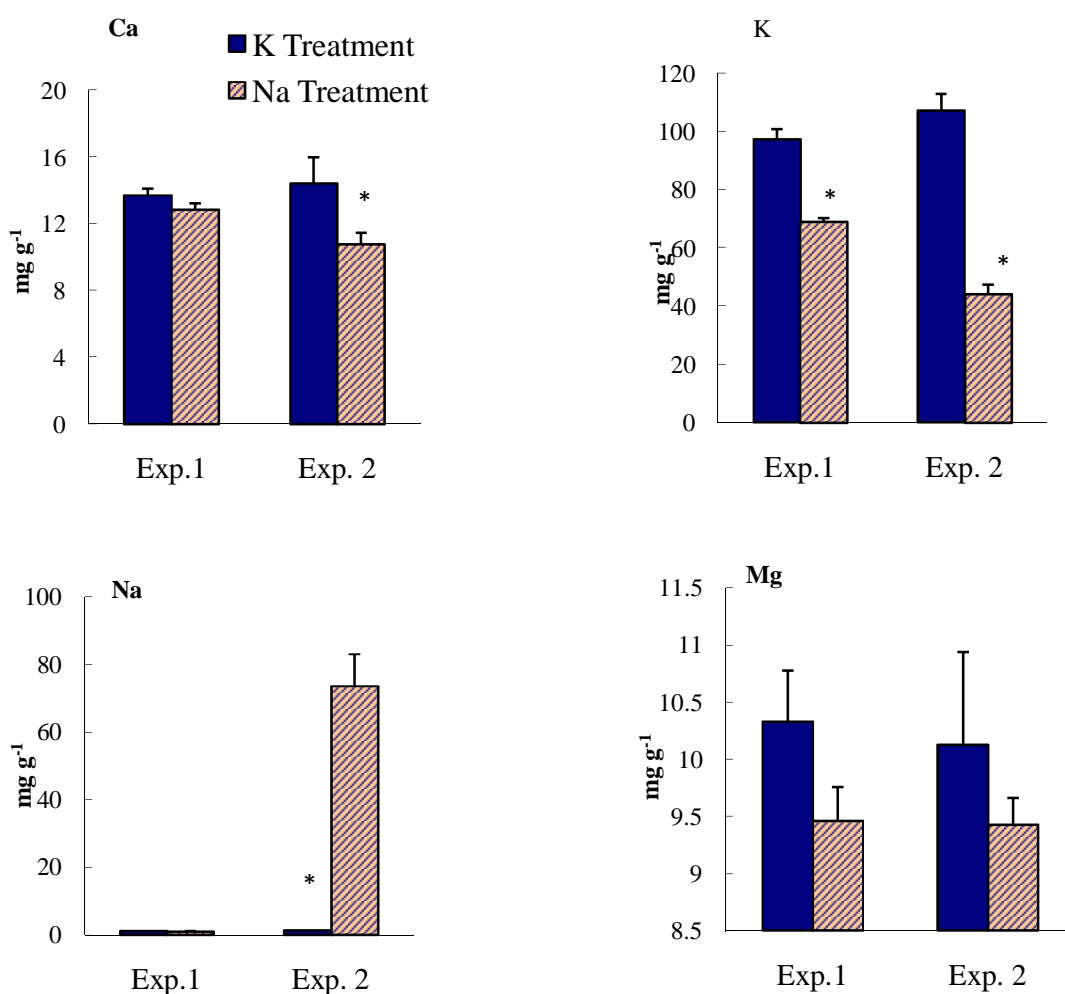 Ca
K Treatment
Na Treatment
20
16
12
8
4
0
mg g-1
*
Exp.1 Exp. 2
K
120
100
80
60
40
20
0
mg g-1
*
*
Exp.1 Exp. 2
Na
100
80
60
40
20
0
mg g-1
*
Exp.1 Exp. 2
Mg
11.5
11
10.5
10
9.5
9
8.5
mg g-1
Exp.1 Exp. 2